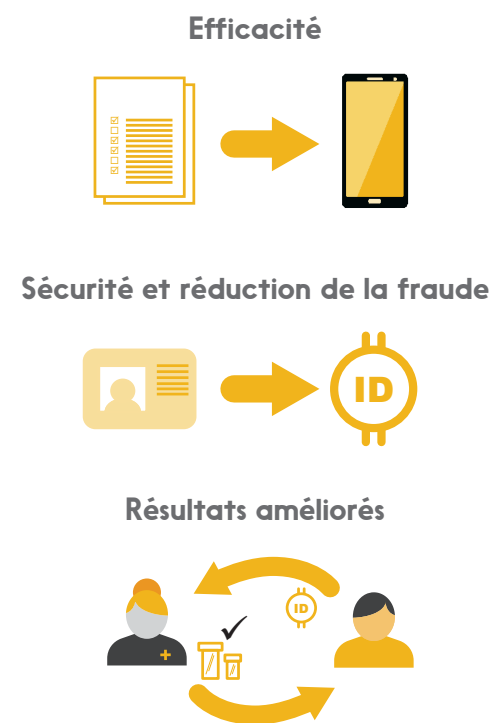 Efficacité
Sécurité et réduction de la fraude
ID
Résultats améliorés
ID